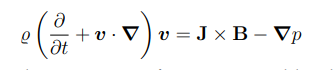 ϱ ( ∂/∂t + v · ∇ ) v = J × B − ∇p